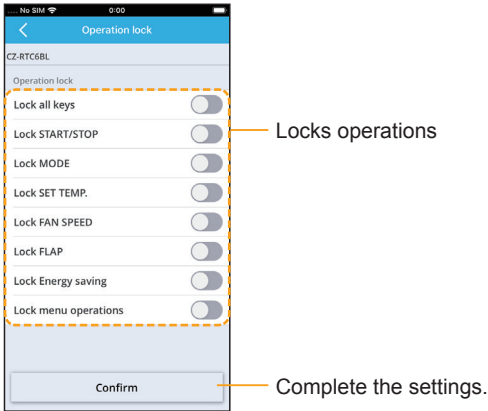 .... No SIM 0:00
Operation lock
CZ-RTC6BL
Operation lock
Lock all keys
Lock START/STOP
Locks operations
Lock MODE
Lock SET TEMP.
Lock FAN SPEED
Lock FLAP
Lock Energy saving
Lock menu operations
Confirm
Complete the settings.